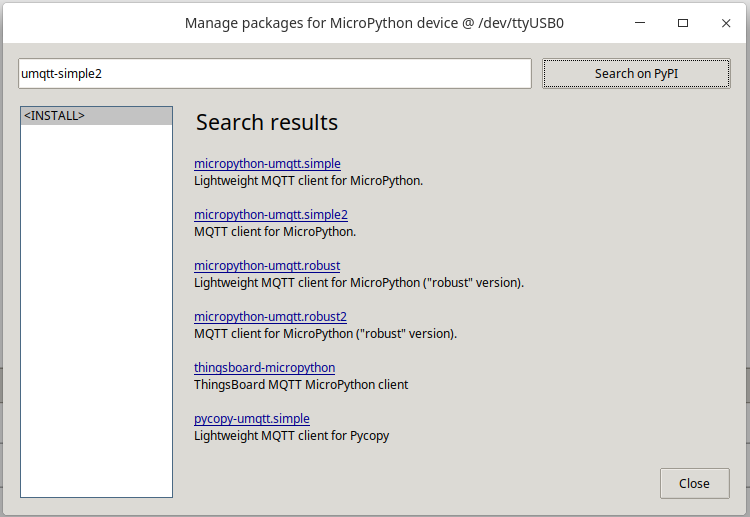 Manage packages for MicroPython device @ /dev/ttyUSB0
umqtt-simple2
Search on PyPI
<INSTALL>
Search results
micropython-umqtt.simple
Lightweight MQTT client for MicroPython.
micropython-umqtt.simple2
MQTT client for MicroPython.
micropython-umqtt.robust
Lightweight MQTT client for MicroPython ("robust" version).
micropython-umqtt.robust2
MQTT client for MicroPython ("robust" version).
thingsboard-micropython
ThingsBoard MQTT MicroPython client
pycopy-umqtt.simple
Lightweight MQTT client for Pycopy
Close